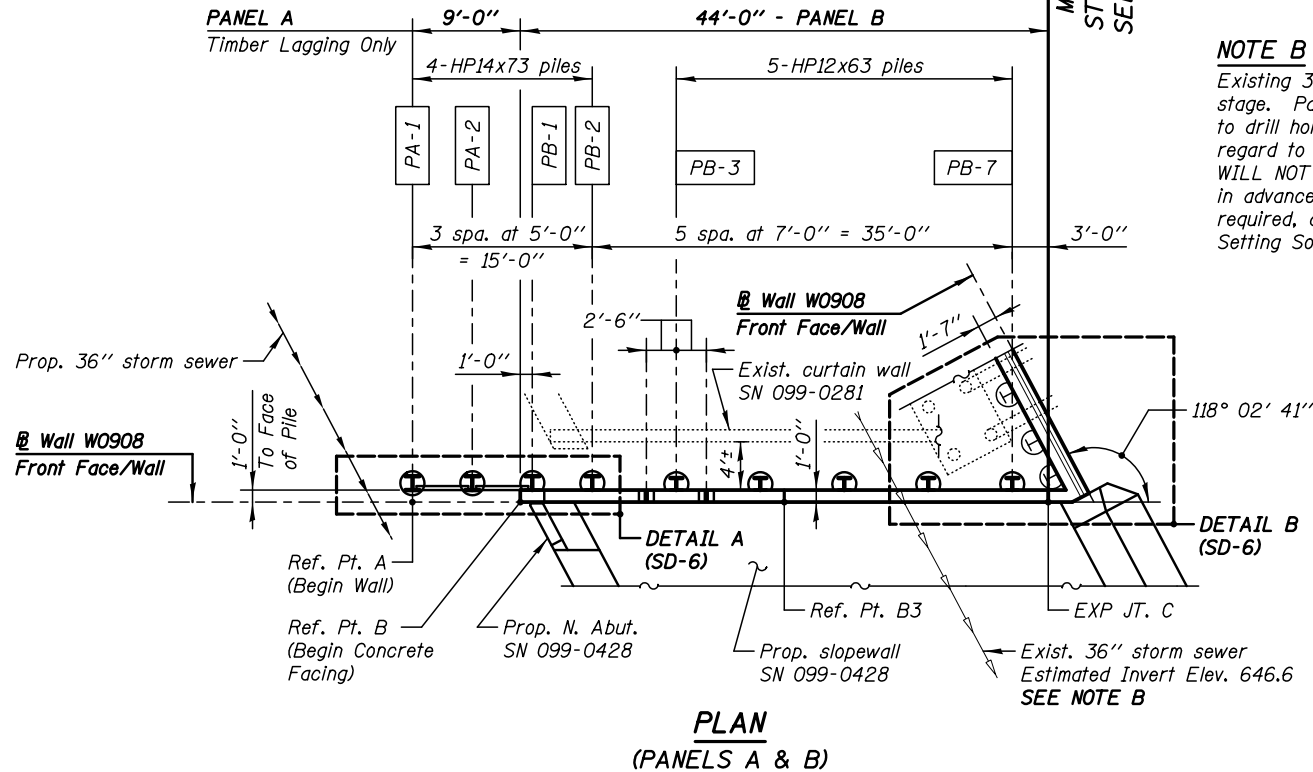 PANEL A
Timber Lagging Only
9'-0"
44'-0" - PANEL B
M
ST
SEE
4-HP14x73 piles
5-HP12x63 piles
PA-1
PA-2
PB-1
PB-2
PB-3
PB-7
3 spa. at 5'-0"
= 15'-0"
5 spa. at 7'-0" = 35'-0"
3'-0"
NOTE B
Existing 3
stage. Pa
to drill ho
regard to
WILL NOT
in advance
required, 
Setting So
Prop. 36" storm sewer
1'-0"
2'-6"
℄ Wall W0908
Front Face/Wall
1'-7"
Exist. curtain wall
SN 099-0281
118° 02' 41"
℄ Wall W0908
Front Face/Wall
1'-0"
To Face
of Pile
4'±
1'-0"
DETAIL A
(SD-6)
DETAIL B
(SD-6)
Ref. Pt. A
(Begin Wall)
Ref. Pt. B
(Begin Concrete
Facing)
Prop. N. Abut.
SN 099-0428
Prop. slopewall
SN 099-0428
Ref. Pt. B3
EXP JT. C
Exist. 36" storm sewer
Estimated Invert Elev. 646.6
SEE NOTE B
PLAN
(PANELS A & B)